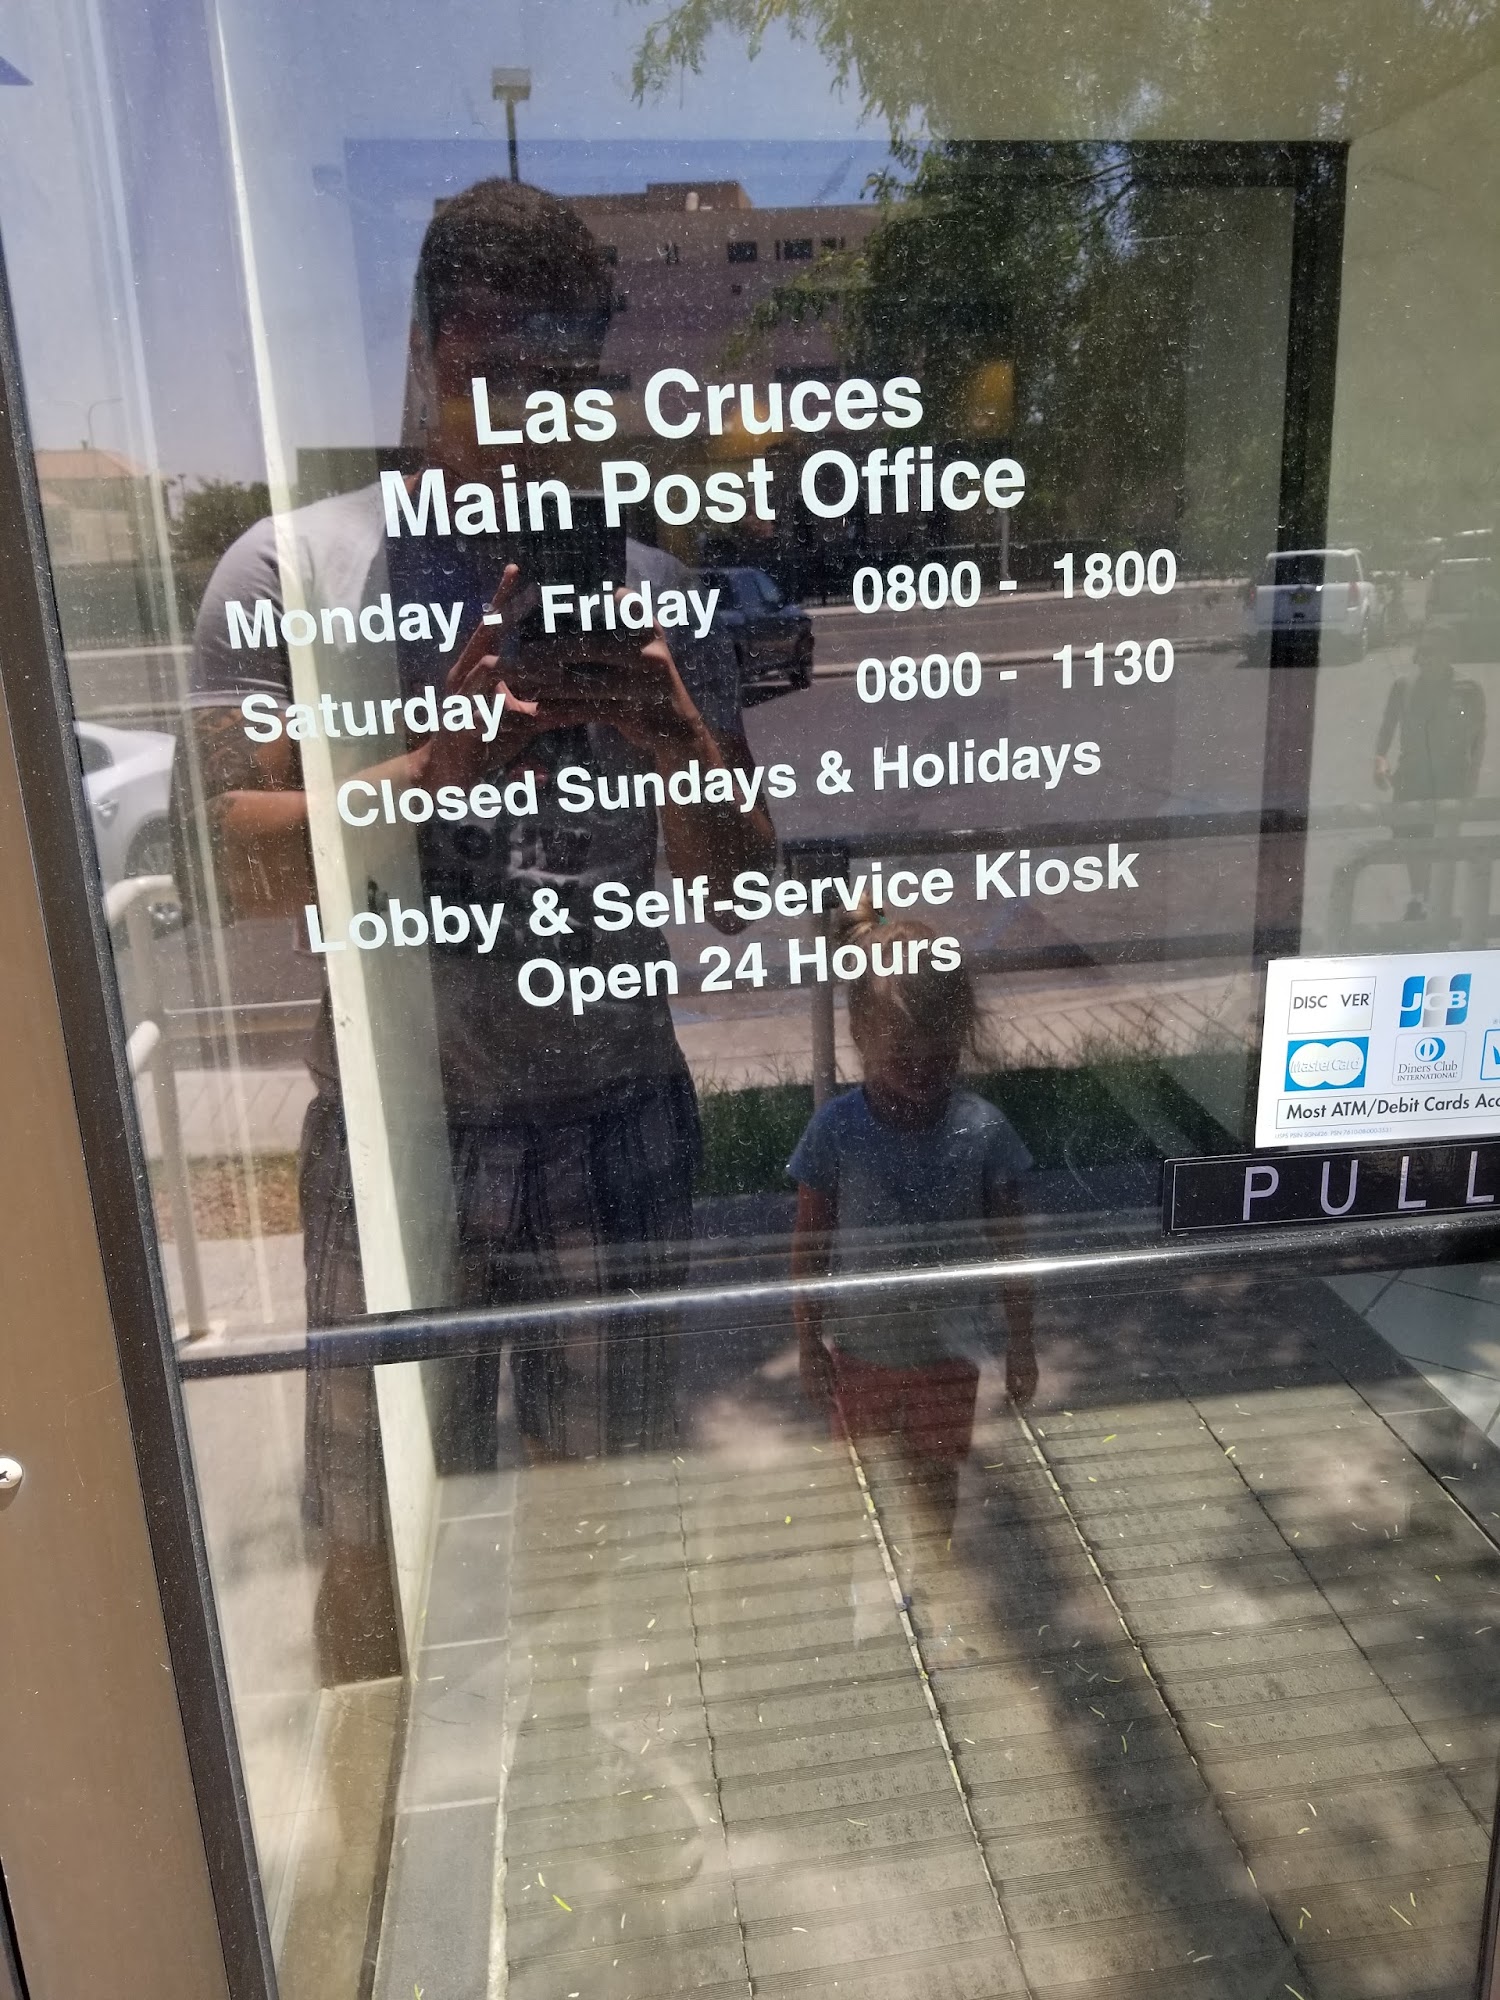 Las Cruces
Main Post Office
Monday - Friday 0800 - 1800
Saturday 0800 - 1130
Closed Sundays & Holidays
Lobby & Self-Service Kiosk
Open 24 Hours
DISC VER
JCB
MasterCard
Diners Club
INTERNATIONAL
Most ATM/Debit Cards Acc
PULL